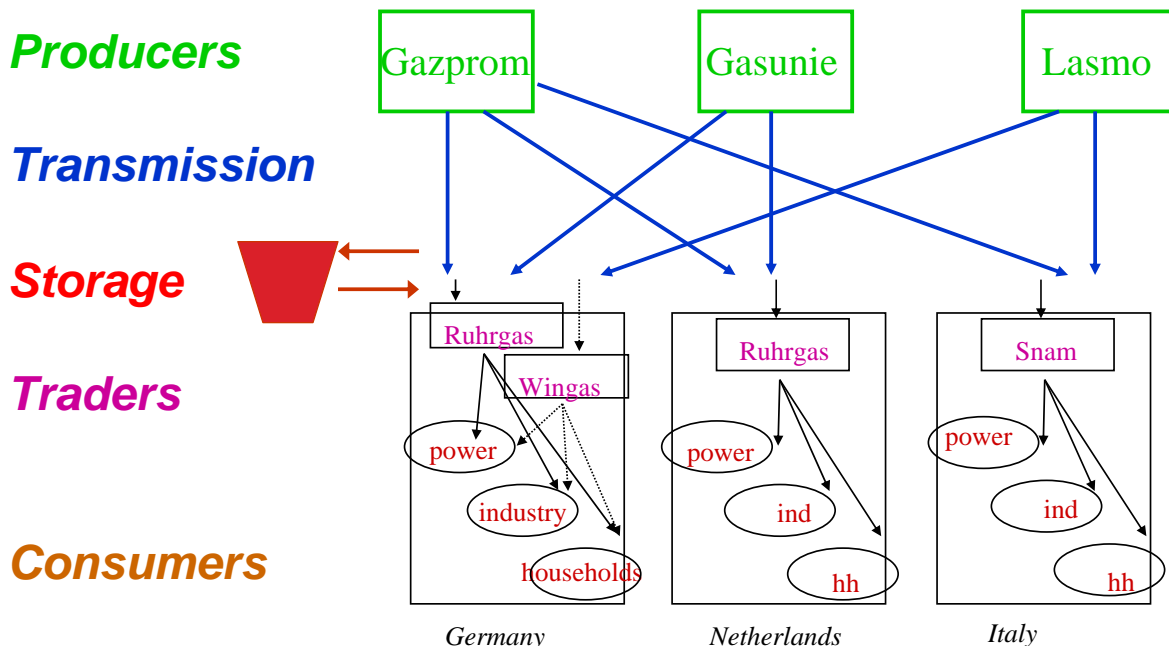 Producers
Gazprom
Gasunie
Lasmo
Transmission
Storage
Ruhrgas
Ruhrgas
Snam
Traders
Wingas
power
power
power
industry
ind
ind
Consumers
households
hh
hh
Germany
Netherlands
Italy